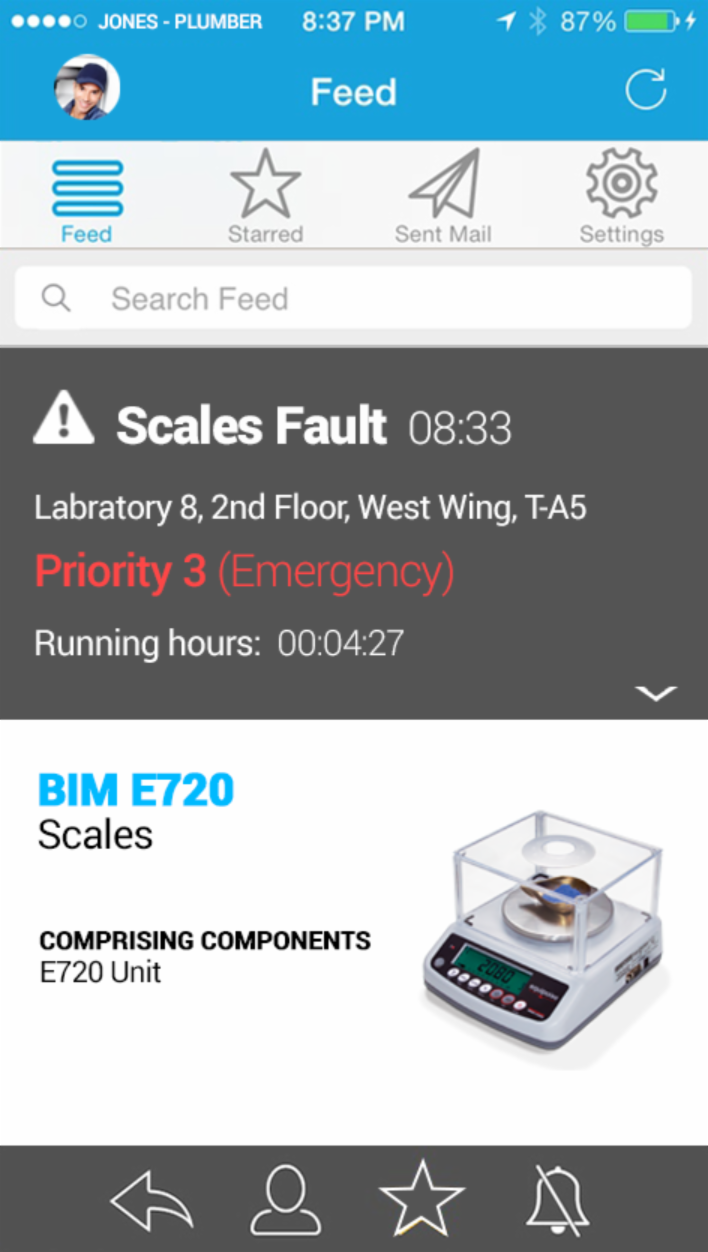 JONES - PLUMBER 8:37 PM 87%
Feed
Feed Starred Sent Mail Settings
Search Feed
Scales Fault 08:33
Labratory 8, 2nd Floor, West Wing, T-A5
Priority 3 (Emergency)
Running hours: 00:04:27
BIM E720
Scales
COMPRISING COMPONENTS
E720 Unit
2080